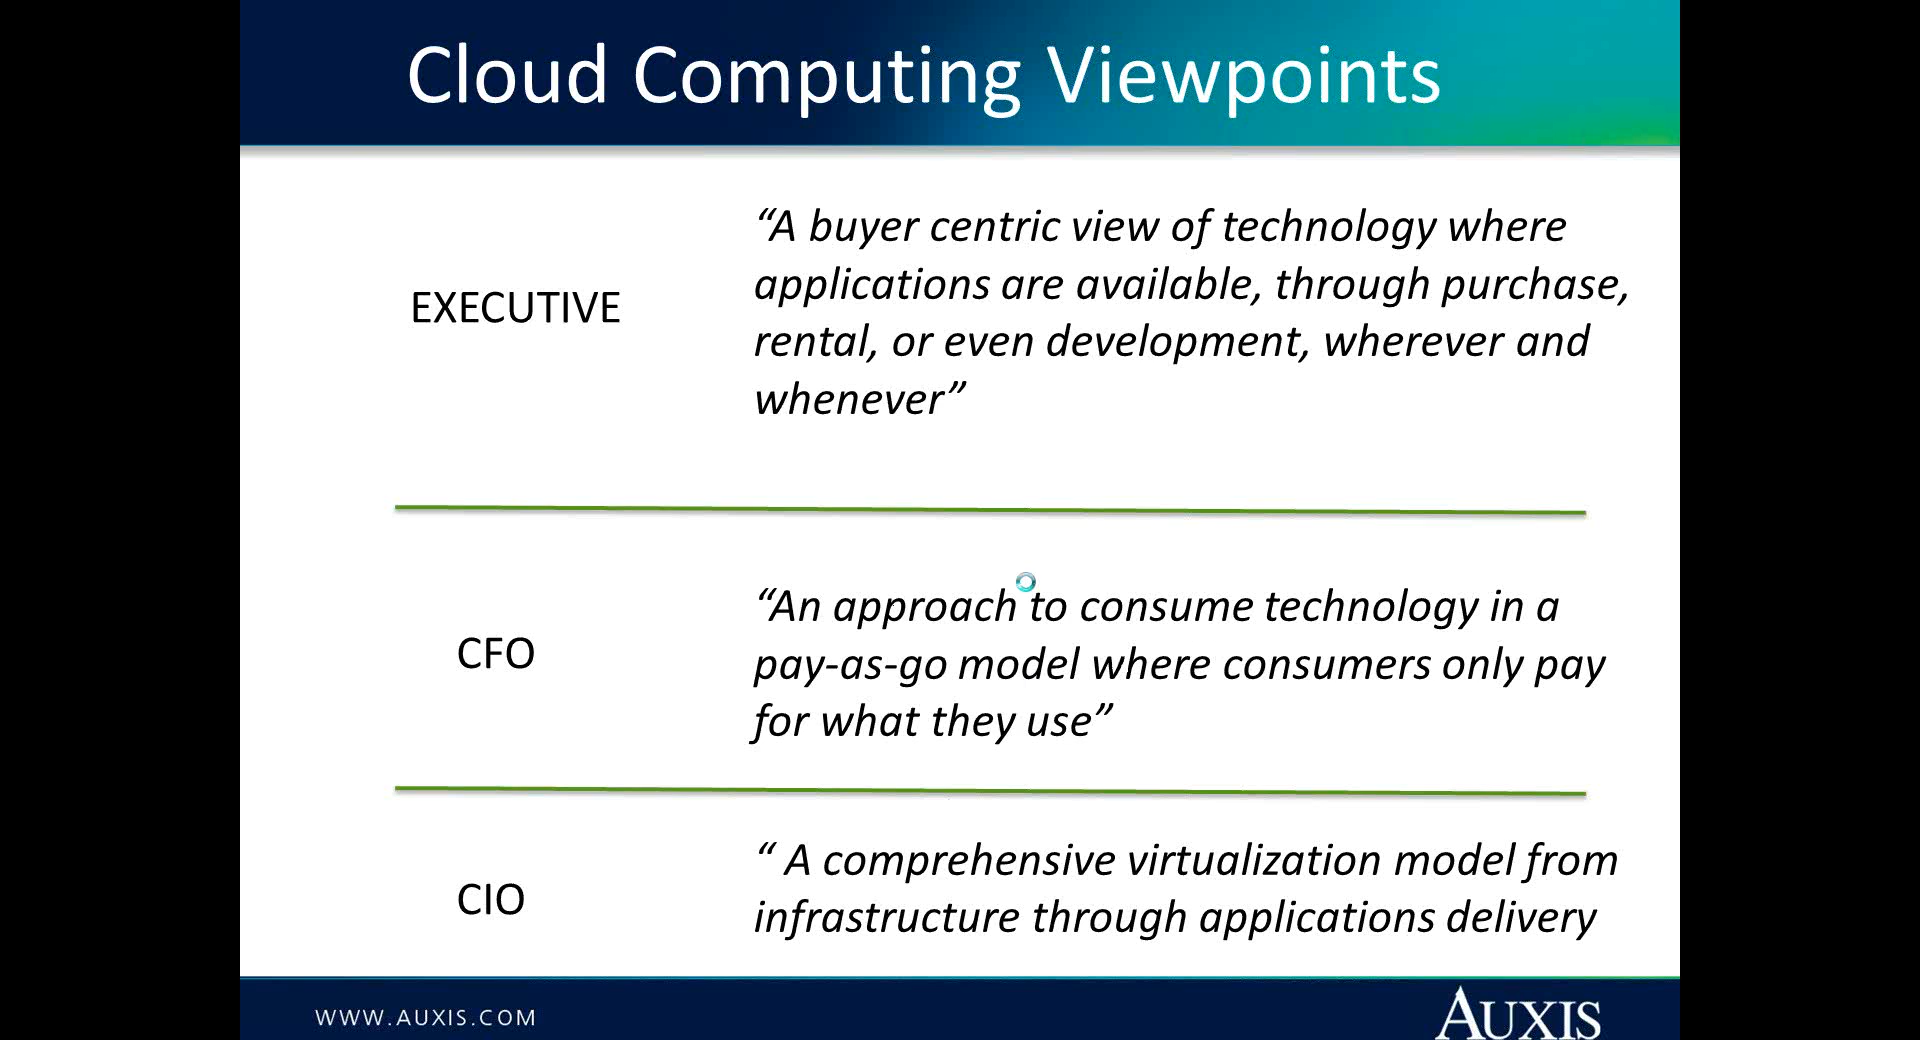 Cloud Computing Viewpoints
EXECUTIVE
“A buyer centric view of technology where
applications are available, through purchase,
rental, or even development, wherever and
whenever”
CFO
“An approach to consume technology in a
pay-as-go model where consumers only pay
for what they use”
CIO
“ A comprehensive virtualization model from
infrastructure through applications delivery
WWW.AUXIS.COM
AUXIS